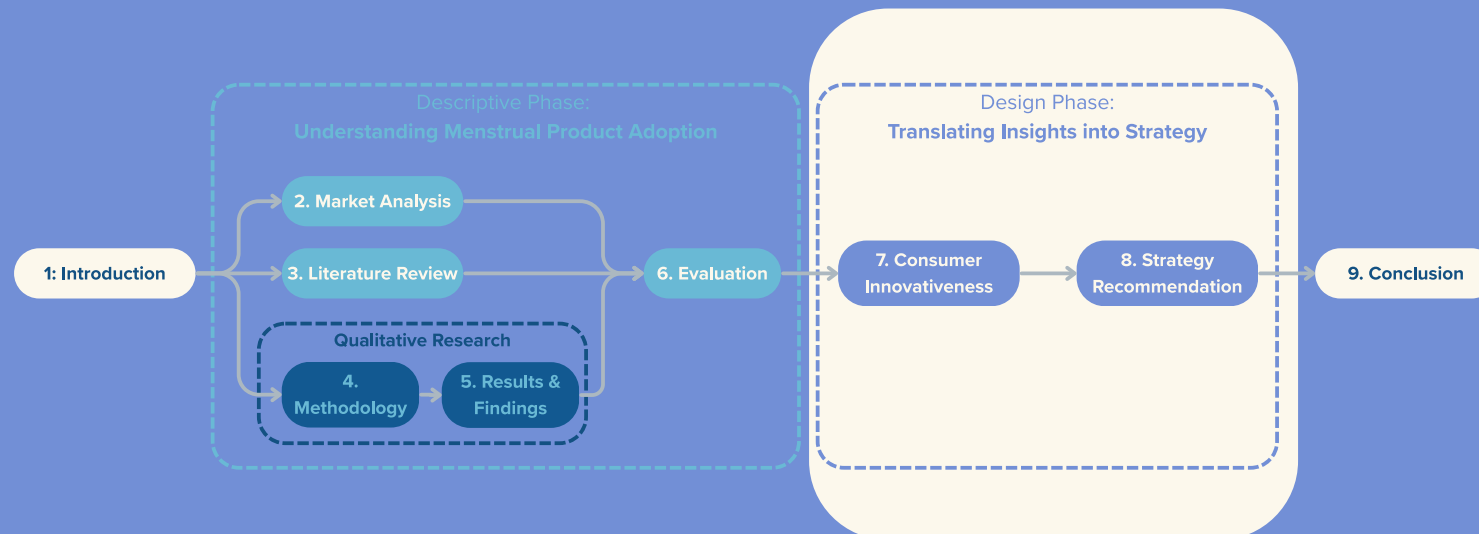 Descriptive Phase:
Understanding Menstrual Product Adoption
Design Phase:
Translating Insights into Strategy
1: Introduction
2. Market Analysis
3. Literature Review
Qualitative Research
4.
Methodology
5. Results &
Findings
6. Evaluation
7. Consumer
Innovativeness
8. Strategy
Recommendation
9. Conclusion